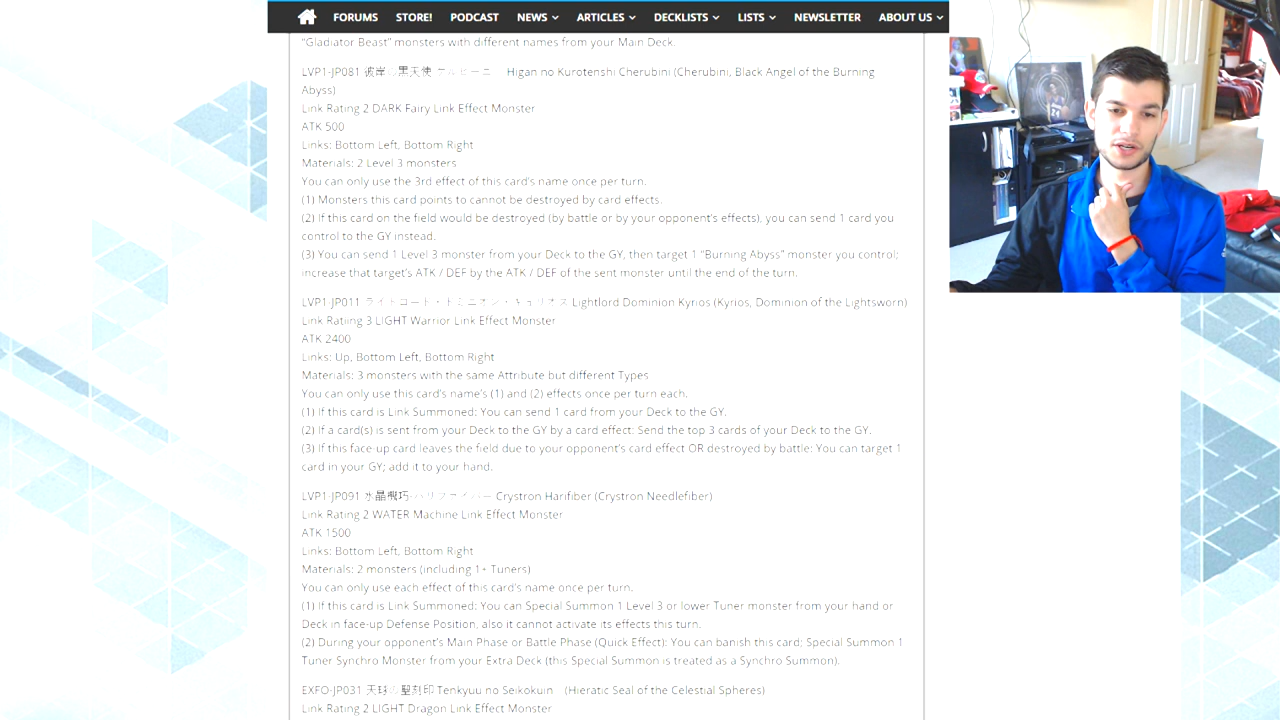 FORUMS STORE! PODCAST NEWS ARTICLES DECKLISTS LISTS NEWSLETTER ABOUT US
"Gladiator Beast" monsters with different names from your Main Deck.
LVP1-JP081 彼岸の黒天使 ケルビーニ Higan no Kurotenshi Cherubini (Cherubini, Black Angel of the Burning
Abyss)
Link Rating 2 DARK Fairy Link Effect Monster
ATK 500
Links: Bottom Left, Bottom Right
Materials: 2 Level 3 monsters
You can only use the 3rd effect of this card's name once per turn.
(1) Monsters this card points to cannot be destroyed by card effects.
(2) If this card on the field would be destroyed (by battle or by your opponent's effects), you can send 1 card you
control to the GY instead.
(3) You can send 1 Level 3 monster from your Deck to the GY, then target 1 "Burning Abyss" monster you control;
increase that target's ATK / DEF by the ATK / DEF of the sent monster until the end of the turn.
LVP1-JP011 ライトロード・ドミニオン・キュリオス Lightlord Dominion Kyrios (Kyrios, Dominion of the Lightsworn)
Link Ratiing 3 LIGHT Warrior Link Effect Monster
ATK 2400
Links: Up, Bottom Left, Bottom Right
Materials: 3 monsters with the same Attribute but different Types
You can only use this card's name's (1) and (2) effects once per turn each.
(1) If this card is Link Summoned: You can send 1 card from your Deck to the GY.
(2) If a card(s) is sent from your Deck to the GY by a card effect: Send the top 3 cards of your Deck to the GY.
(3) If this face-up card leaves the field due to your opponent's card effect OR destroyed by battle: You can target 1
card in your GY; add it to your hand.
LVP1-JP091 水晶機巧-ハリファイバー Crystron Harifiber (Crystron Needlefiber)
Link Rating 2 WATER Machine Link Effect Monster
ATK 1500
Links: Bottom Left, Bottom Right
Materials: 2 monsters (including 1+ Tuners)
You can only use each effect of this card's name once per turn.
(1) If this card is Link Summoned: You can Special Summon 1 Level 3 or lower Tuner monster from your hand or
Deck in face-up Defense Position, also it cannot activate its effects this turn.
(2) During your opponent's Main Phase or Battle Phase (Quick Effect): You can banish this card; Special Summon 1
Tuner Synchro Monster from your Extra Deck (this Special Summon is treated as a Synchro Summon).
EXFO-JP031 天球の聖刻印 Tenkyuu no Seikokuin (Hieratic Seal of the Celestial Spheres)
Link Rating 2 LIGHT Dragon Link Effect Monster